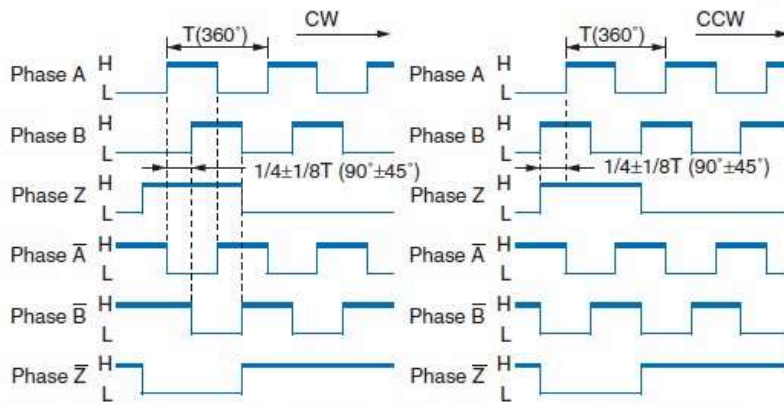 T(360°) CW
Phase A H L
Phase B H L
1/4±1/8T (90°±45°)
Phase Z H L
Phase A̅ H L
Phase B̅ H L
Phase Z̅ H L
T(360°) CCW
Phase A H L
Phase B H L
1/4±1/8T (90°±45°)
Phase Z H L
Phase A̅ H L
Phase B̅ H L
Phase Z̅ H L